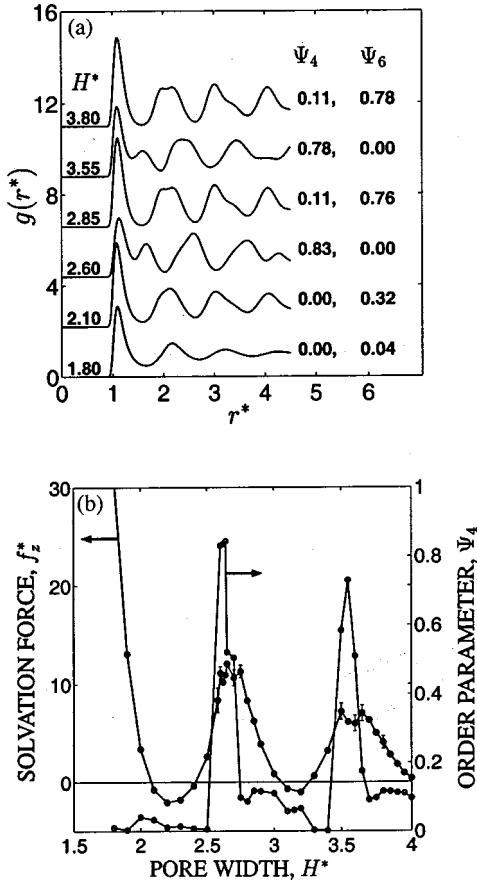 (a)
16
Ψ4 Ψ6
H*
12
3.80 0.11, 0.78
3.55 0.78, 0.00
8
2.85 0.11, 0.76
g(r*)
2.60 0.83, 0.00
4
2.10 0.00, 0.32
1.80 0.00, 0.04
0
0 1 2 3 4 5 6
r*
(b)
30 1
20 0.8
0.6
10 0.4
0 0.2
0
1.5 2.0 2.5 3.0 3.5 4.0
SOLVATION FORCE, f*z
ORDER PARAMETER, Ψ4
PORE WIDTH, H*